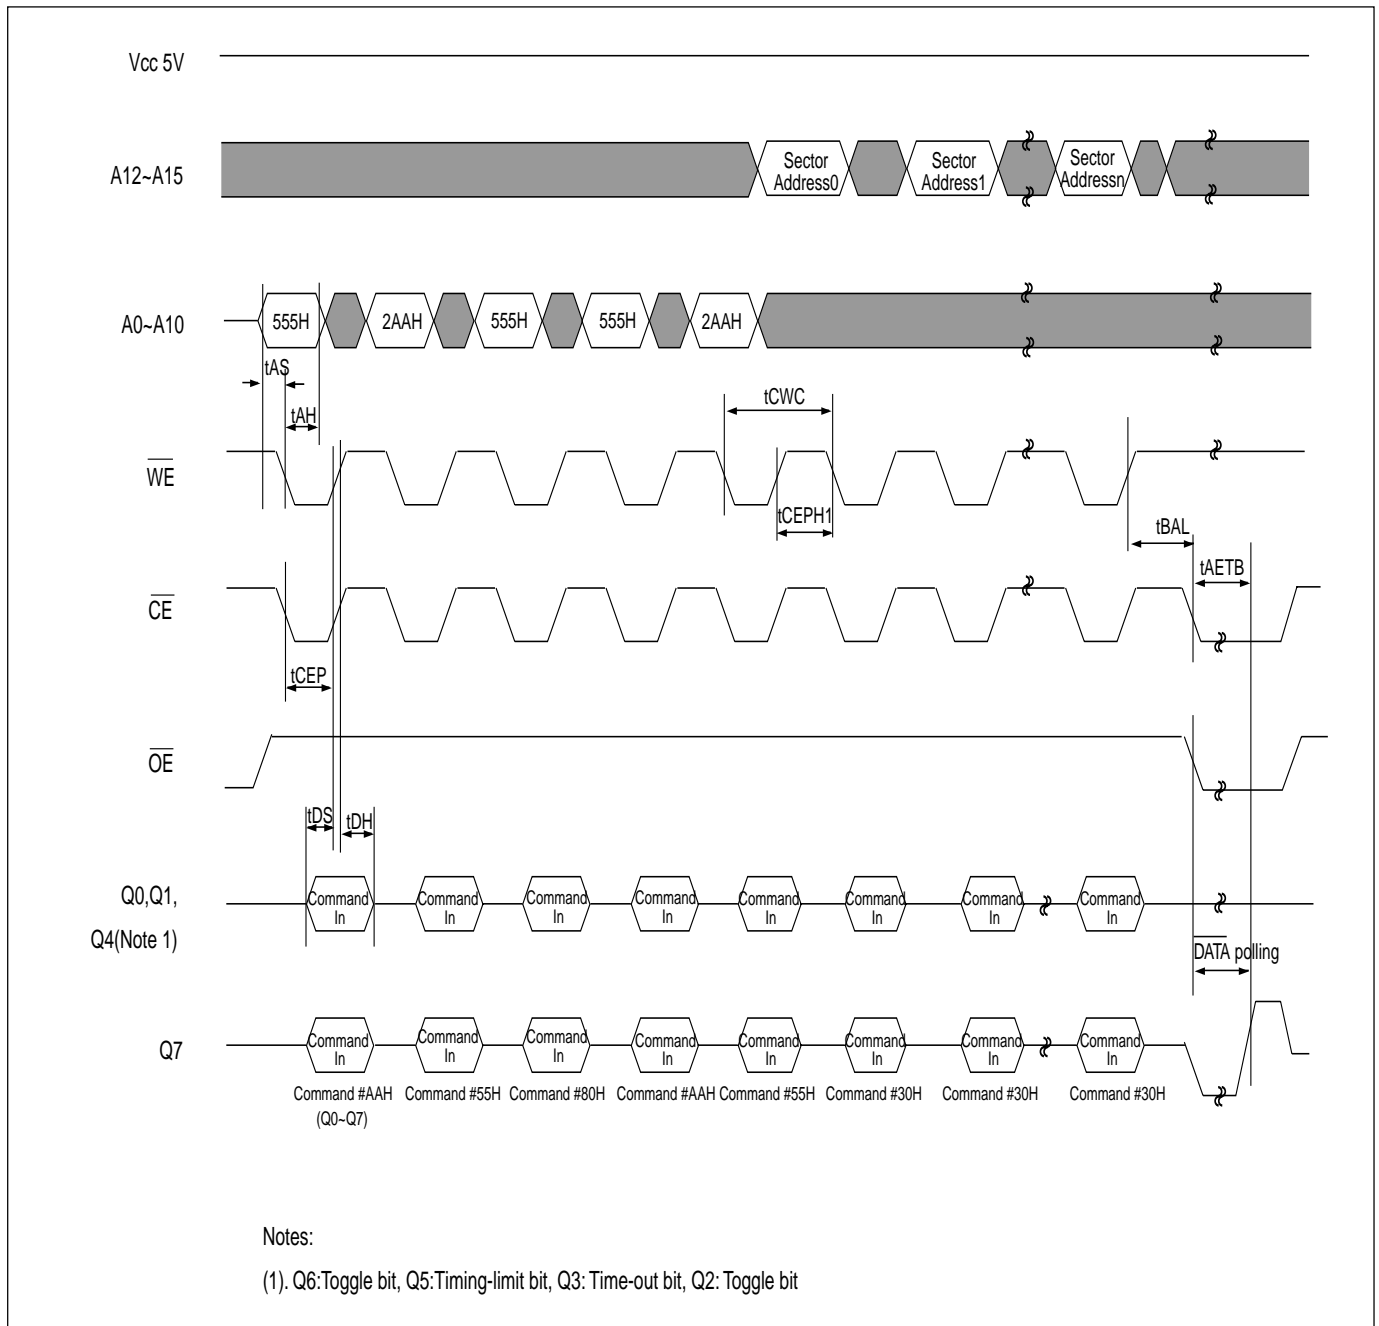 Vcc 5V
A12~A15
Sector
Address0
Sector
Address1
Sector
Addressn
A0~A10
555H
2AAH
555H
555H
2AAH
tAS
tAH
tCWC
WE
tCEPH1
tBAL
tAETB
CE
tCEP
OE
tDS
tDH
Q0,Q1,
Q4(Note 1)
Command
In
Command
In
Command
In
Command
In
Command
In
Command
In
Command
In
Command
In
DATA polling
Q7
Command
In
Command
In
Command
In
Command
In
Command
In
Command
In
Command
In
Command
In
Command #AAH
(Q0~Q7)
Command #55H
Command #80H
Command #AAH
Command #55H
Command #30H
Command #30H
Command #30H
Notes:
(1). Q6:Toggle bit, Q5:Timing-limit bit, Q3: Time-out bit, Q2: Toggle bit